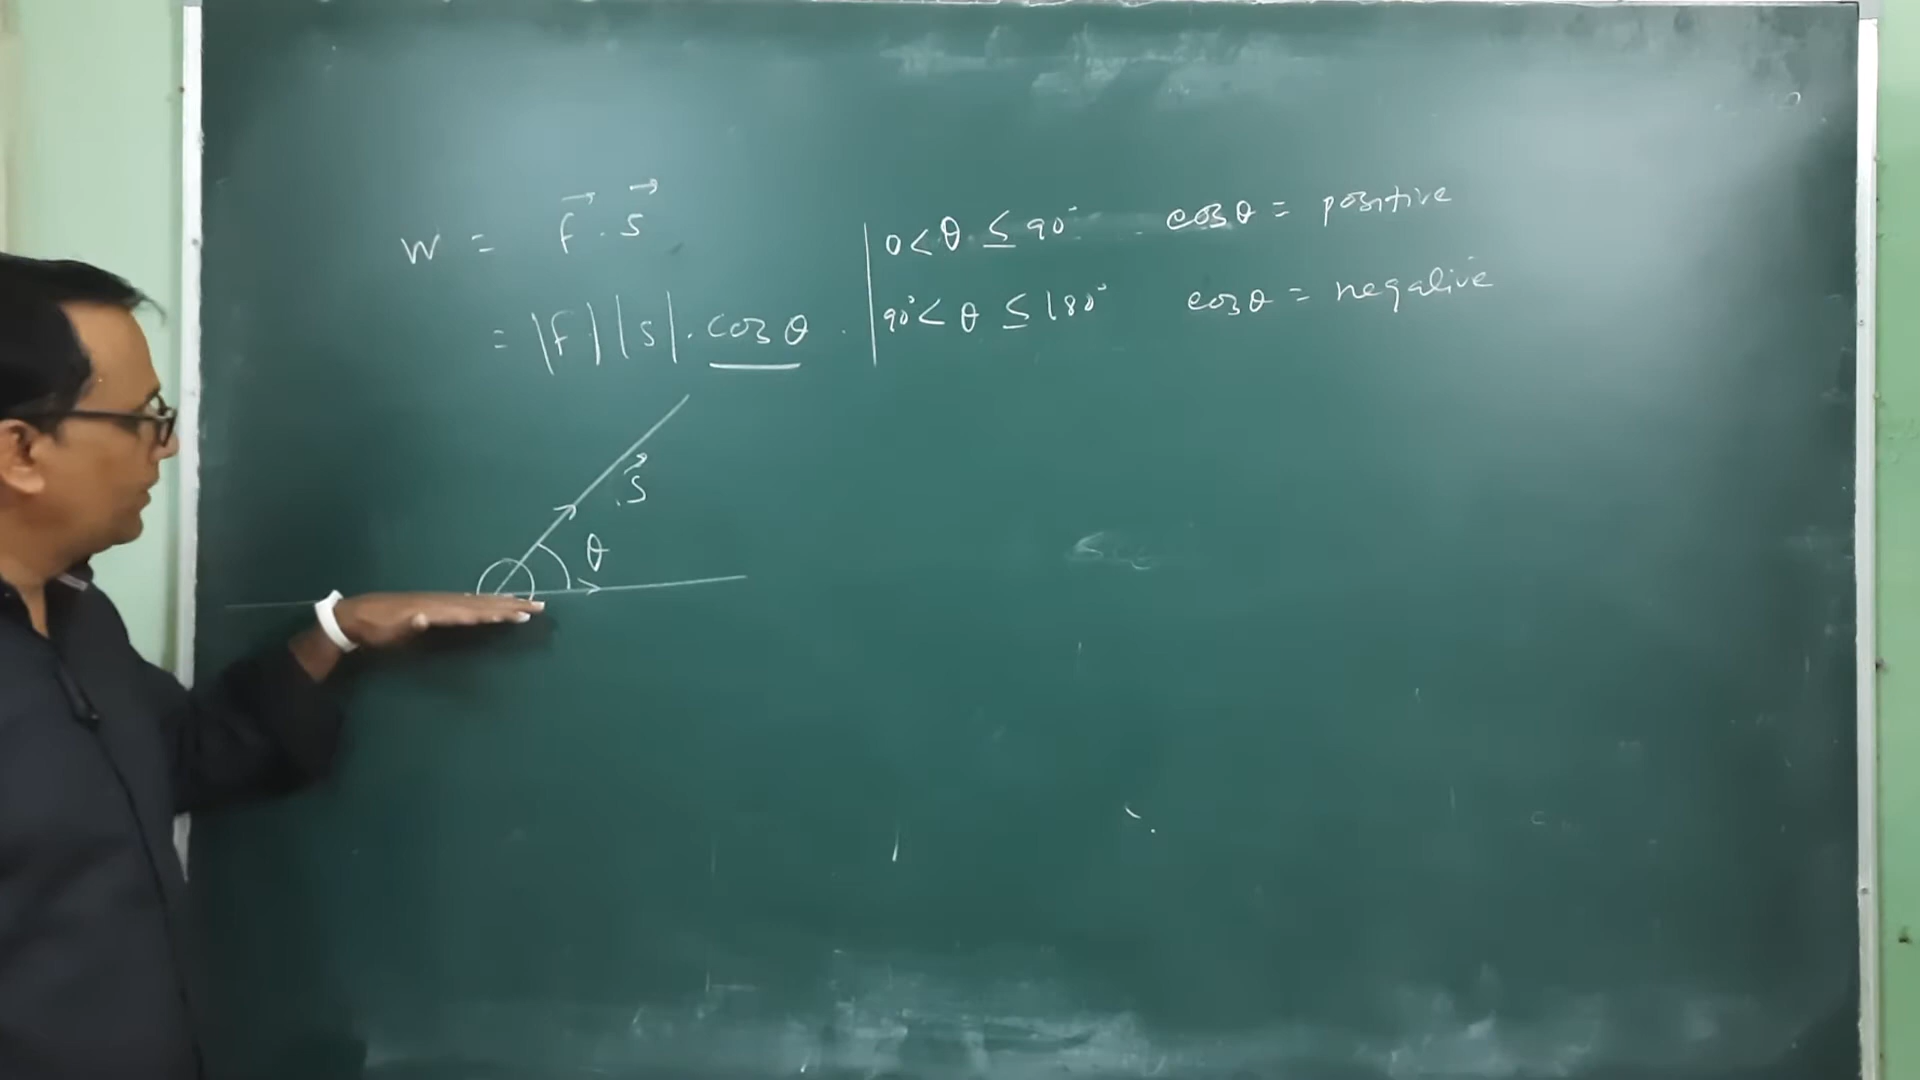 W = F⃗ . S⃗
= |F| |S| . cos θ .
0 < θ ≤ 90° cos θ = positive
90° < θ ≤ 180° cos θ = negative
S⃗
θ